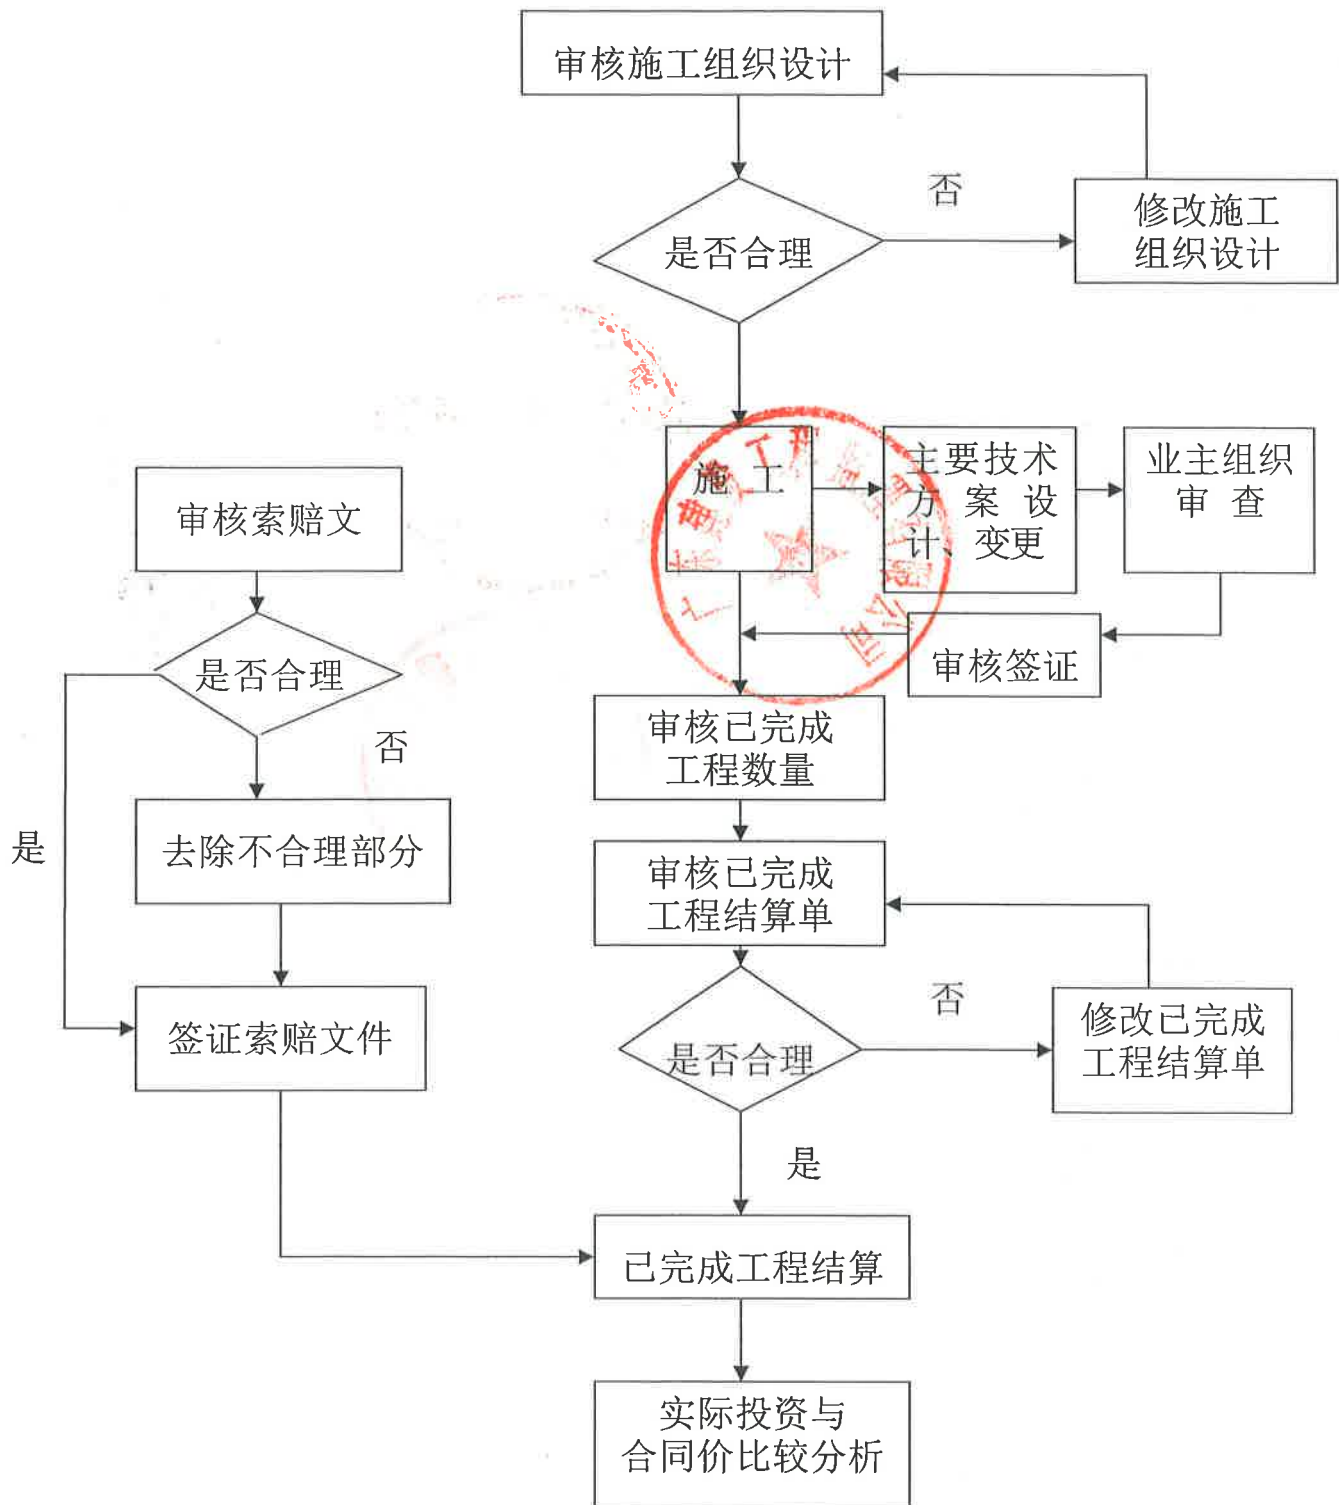 审核施工组织设计
否
修改施工
组织设计
是否合理
施 工
主要技术
方 案 设
计、变更
业主组织
审 查
审核索赔文
审核签证
是否合理
否
审核已完成
工程数量
是
去除不合理部分
审核已完成
工程结算单
签证索赔文件
否
修改已完成
工程结算单
是否合理
是
已完成工程结算
实际投资与
合同价比较分析